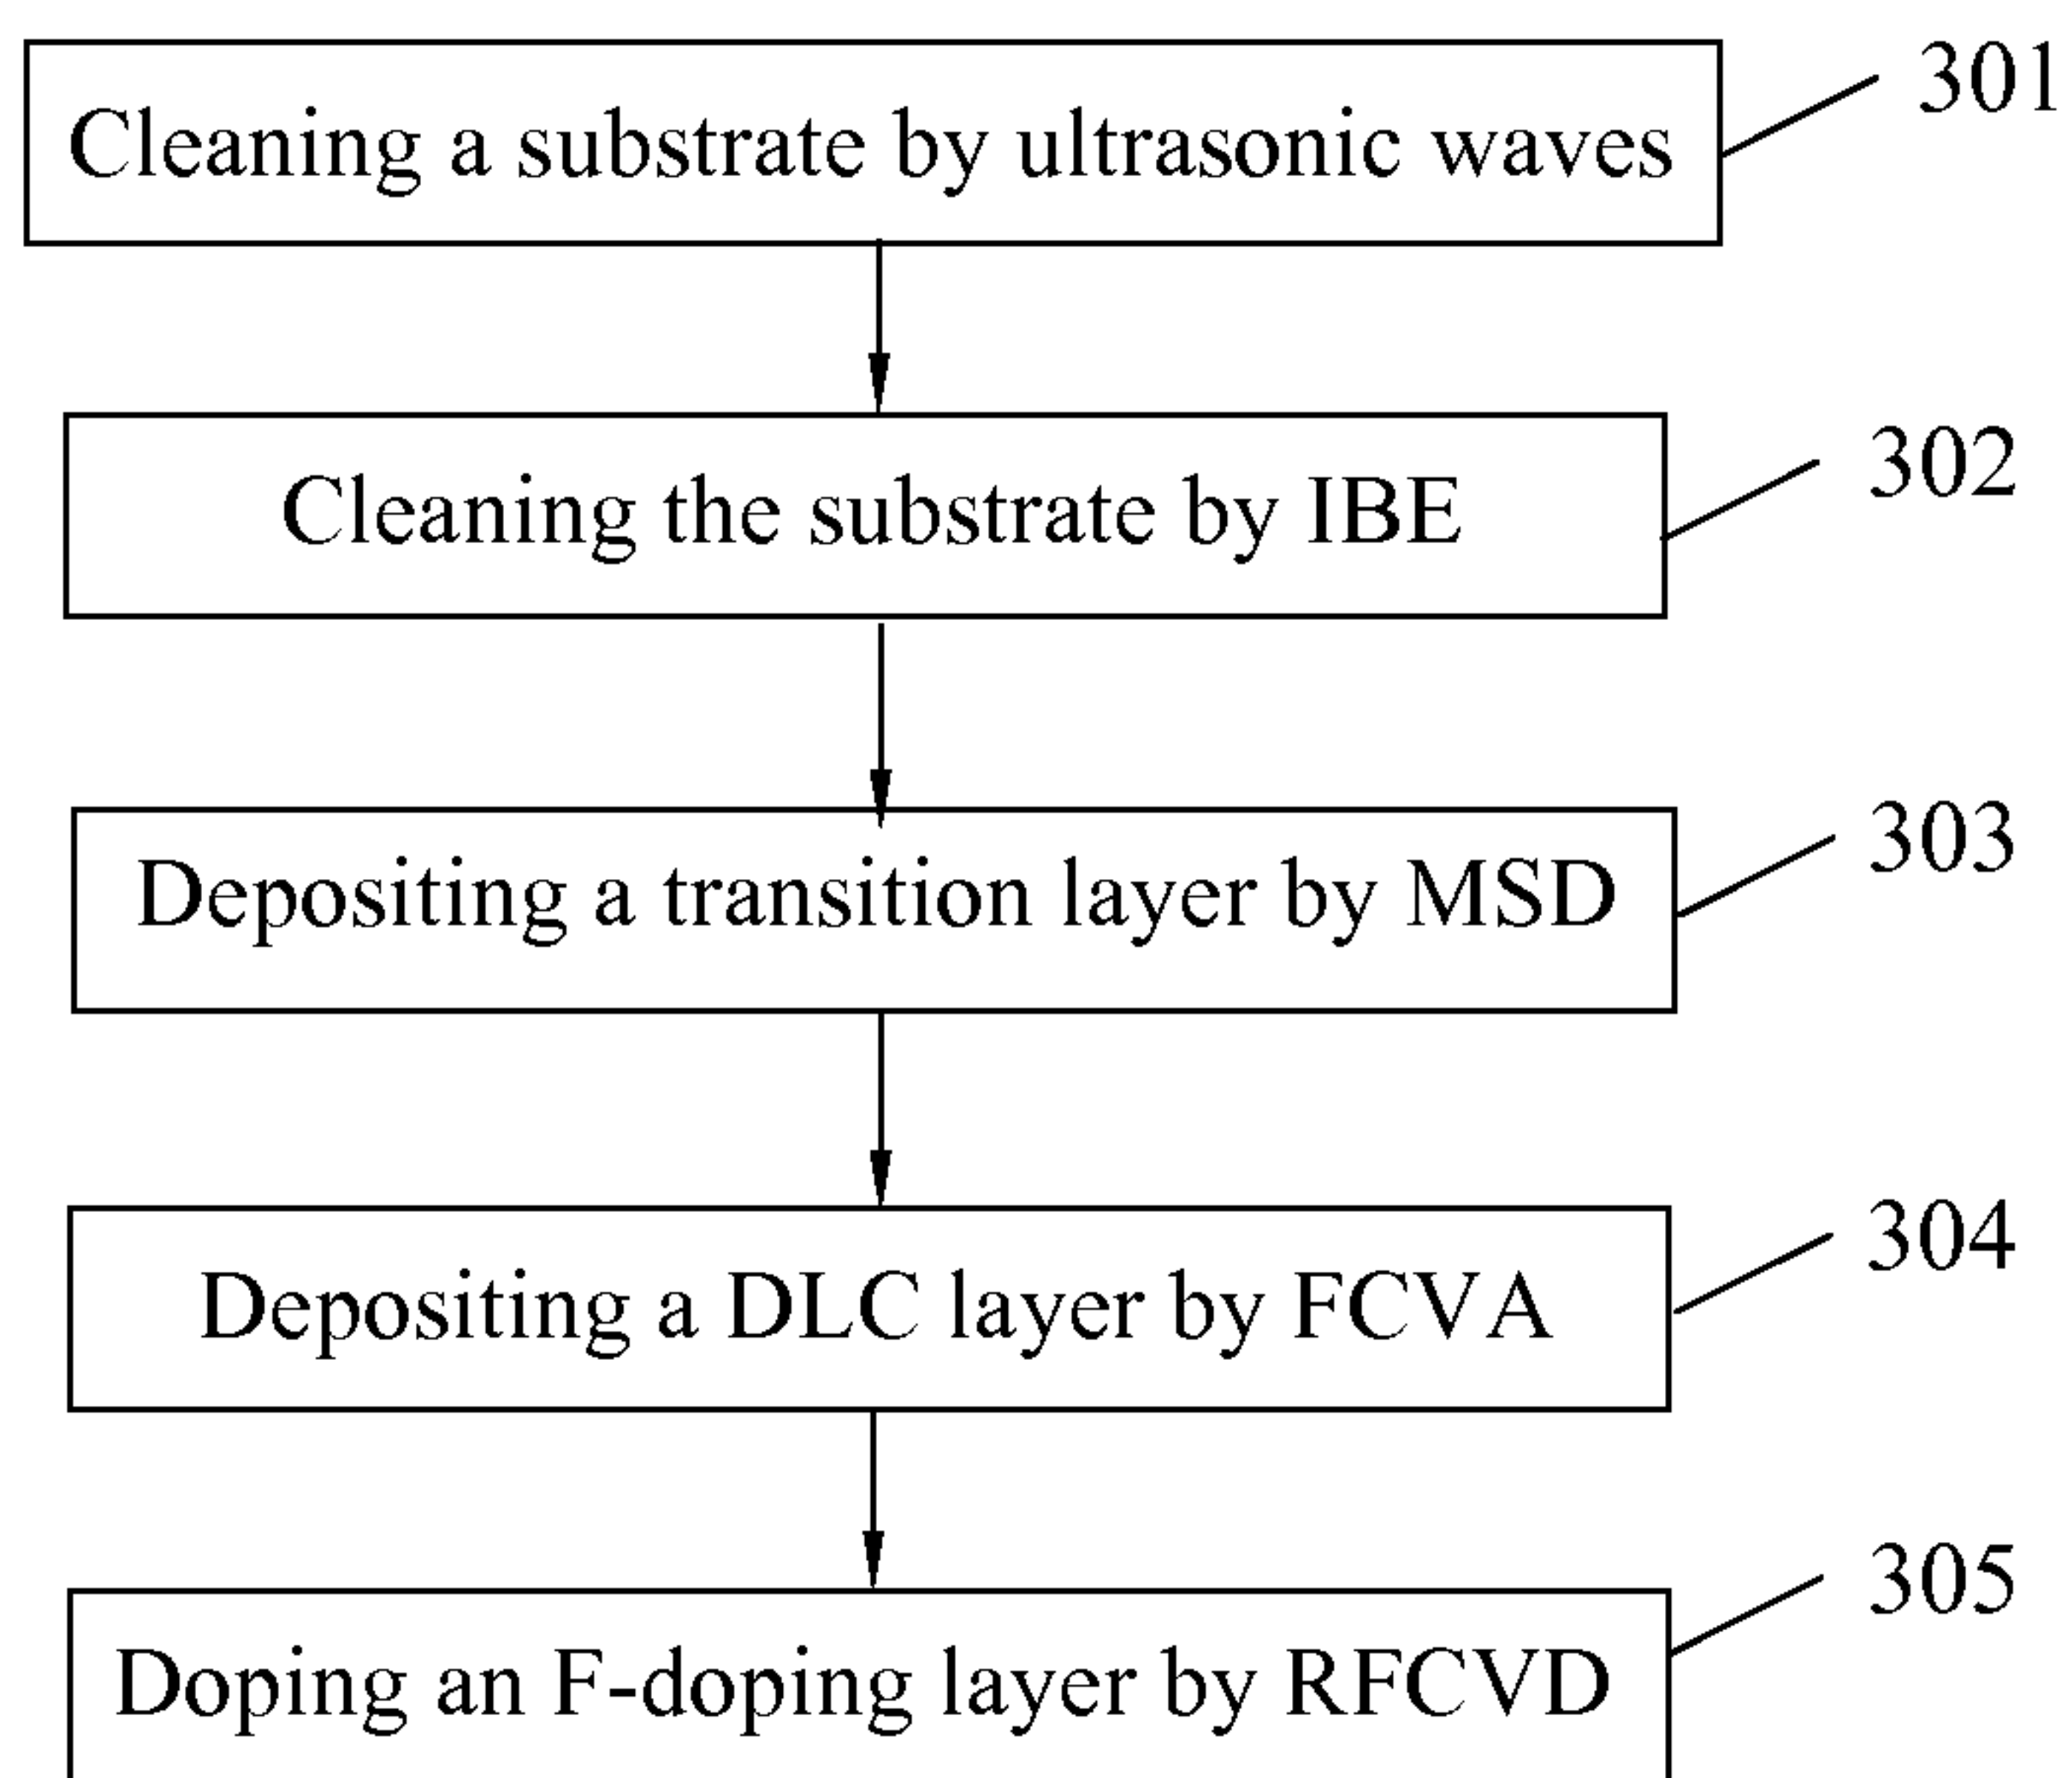 Cleaning a substrate by ultrasonic waves
301
Cleaning the substrate by IBE
302
Depositing a transition layer by MSD
303
Depositing a DLC layer by FCVA
304
Doping an F-doping layer by RFCVD
305